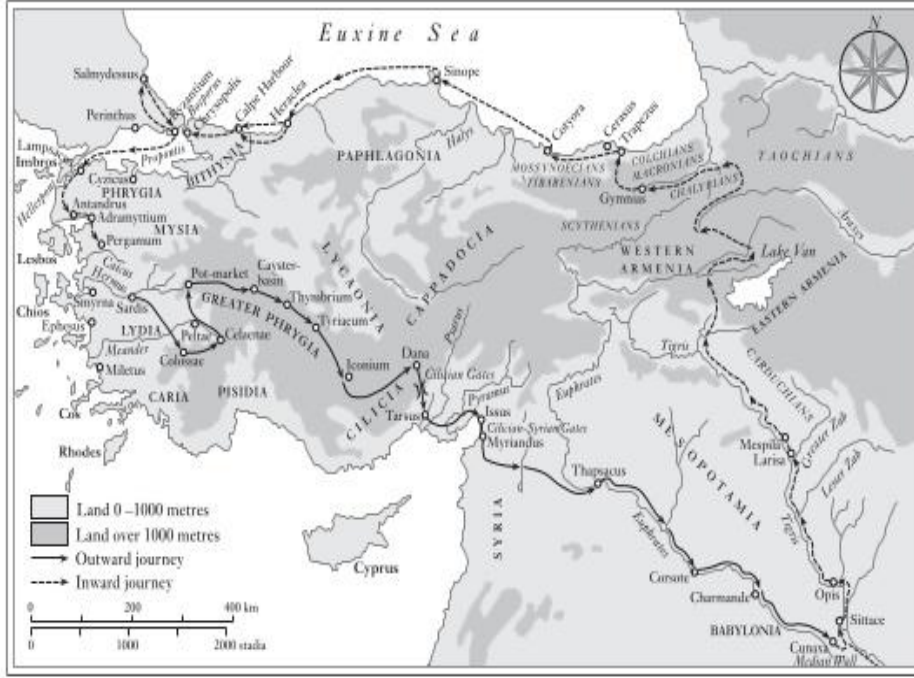 Euxine Sea
N
Salmydessus
Byzantium
Bosporus
Chrysopolis
Calpe Harbour
Heraclea
Sinope
Perinthus
Propontis
BITHYNIA
PAPHLAGONIA
Halys
Cotyora
Cerasus
Trapezus
COLCHIANS
MACRONIANS
TAOCHIANS
MOSSYNOECIANS
TIBARENIANS
CHALYBIANS
Gymnias
Lamps
Imbros
Cyzicus
PHRYGIA
Hellespont
Antandrus
Adramyttium
MYSIA
Pergamum
Lesbos
Caicus
Hermus
SCYTHENIANS
WESTERN
ARMENIA
Araxes
Lake Van
EASTERN ARMENIA
Pot-market
Cayster-
basin
LYCAONIA
CAPPADOCIA
Smyrna
Sardis
GREATER PHRYGIA
Thymbrium
Tyriacum
Chios
Ephesus
LYDIA
Peltae
Celaenae
Meander
Colossae
Miletus
Iconium
Dana
Psarus
Cilician Gates
Tigris
CARDUCHIANS
CARIA
PISIDIA
CILICIA
Cos
Tarsus
Pyramus
Issus
Cilician-Syrian Gates
Myriandus
Euphrates
MESOPOTAMIA
Mespila
Larisa
Greater Zab
Lesser Zab
Rhodes
Thapsacus
Tigris
SYRIA
Euphrates
Land 0–1000 metres
Land over 1000 metres
Outward journey
Inward journey
Cyprus
Corsote
Charmande
Opis
Sittace
BABYLONIA
Cunaxa
Median Wall
0 400 km
0 1000 2000 stadia